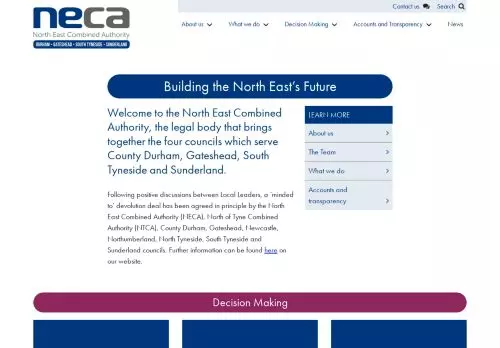 neca
North East Combined Authority
DURHAM • GATESHEAD • SOUTH TYNESIDE • SUNDERLAND
Contact us
Search
About us
What we do
Decision Making
Accounts and Transparency
News
Building the North East's Future
Welcome to the North East Combined
Authority, the legal body that brings
together the four councils which serve
County Durham, Gateshead, South
Tyneside and Sunderland.
Following positive discussions between Local Leaders, a 'minded
to' devolution deal has been agreed in principle by the North
East Combined Authority (NECA), North of Tyne Combined
Authority (NTCA), County Durham, Gateshead, Newcastle,
Northumberland, North Tyneside, South Tyneside and
Sunderland councils. Further information can be found here on
our website.
LEARN MORE
About us
The Team
What we do
Accounts and
transparency
Decision Making